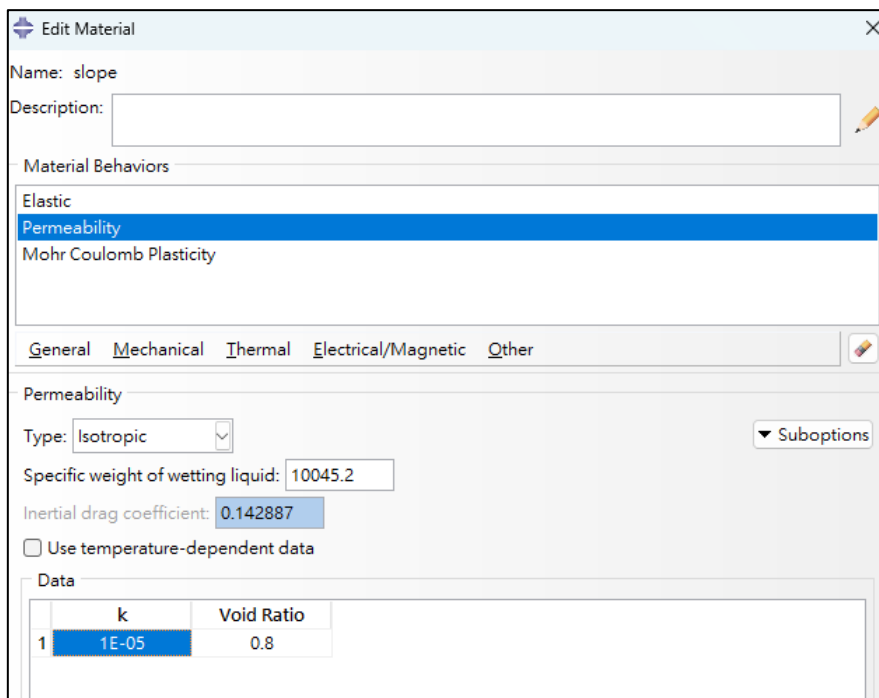 Edit Material
Name: slope
Description:
Material Behaviors
Elastic
Permeability
Mohr Coulomb Plasticity
General Mechanical Thermal Electrical/Magnetic Other
Permeability
Type: Isotropic
Suboptions
Specific weight of wetting liquid: 10045.2
Inertial drag coefficient: 0.142887
Use temperature-dependent data
Data
k Void Ratio
1 1E-05 0.8